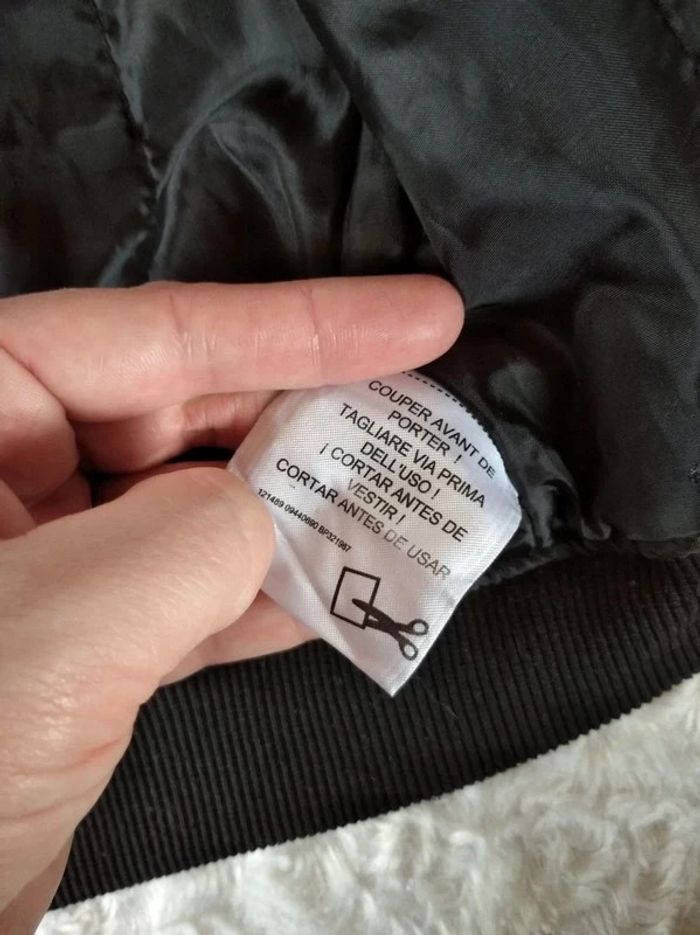 COUPER AVANT DE
PORTER !
TAGLIARE VIA PRIMA
DELL'USO !
¡ CORTAR ANTES DE
VESTIR !
CORTAR ANTES DE USAR
121489 09440690 BP321967